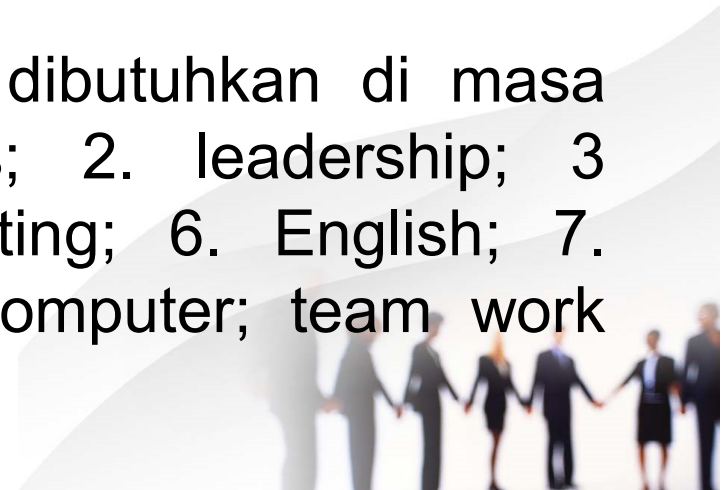 dibutuhkan di masa
; 2. leadership; 3
ting; 6. English; 7.
omputer; team work